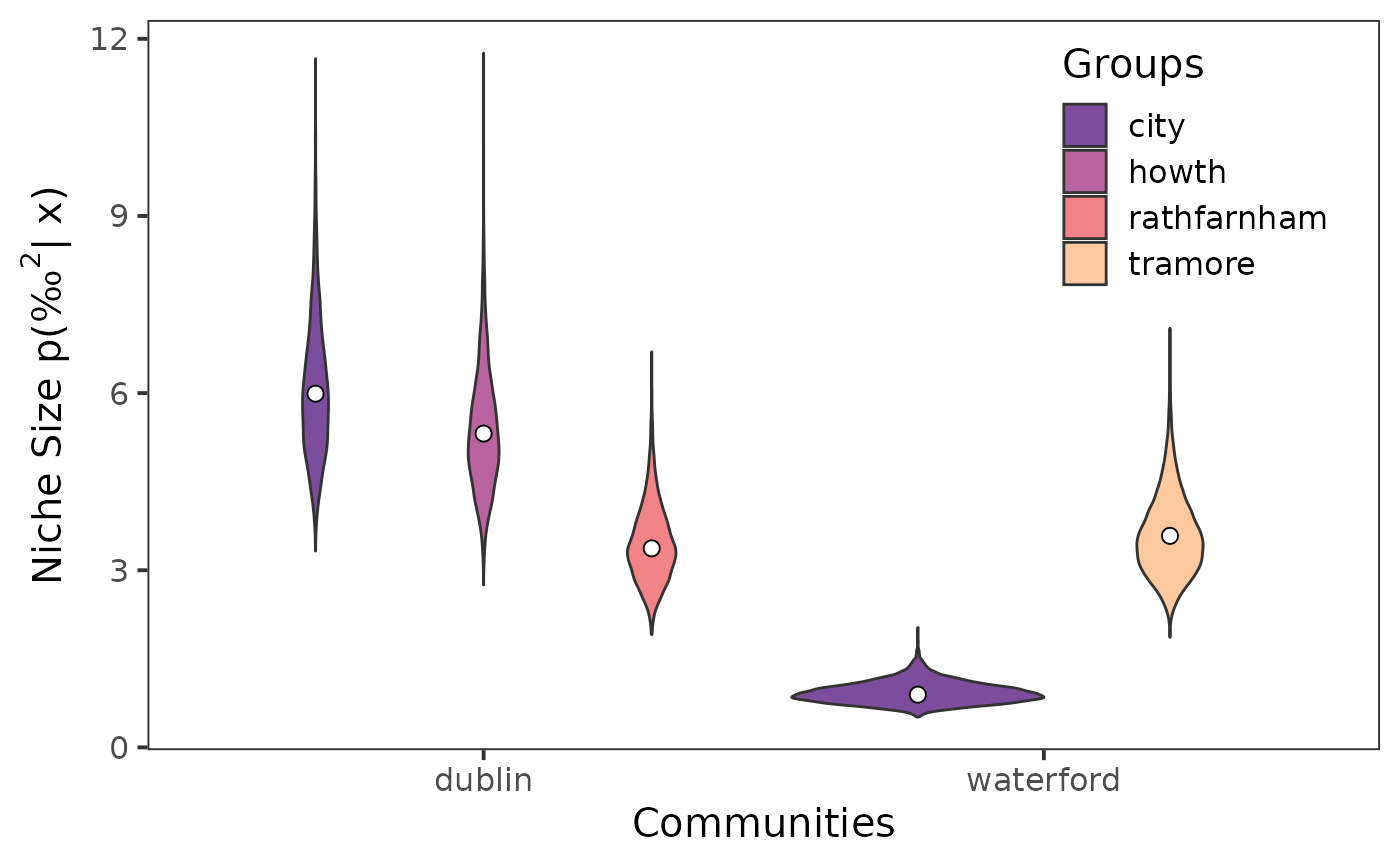 12
9
6
3
0
Niche Size p(‰²| x)
Groups
city
howth
rathfarnham
tramore
dublin
waterford
Communities